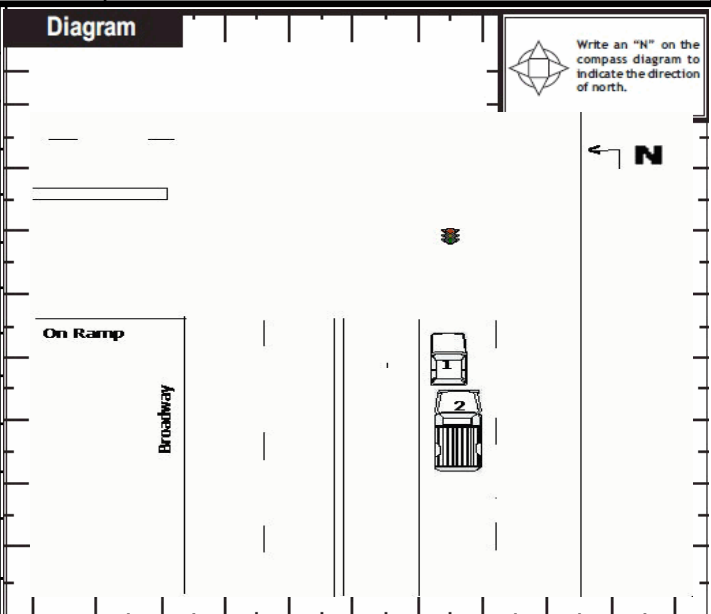 Diagram
Write an “N” on the
compass diagram to
indicate the direction
of north.
N
On Ramp
Broadway
1
2